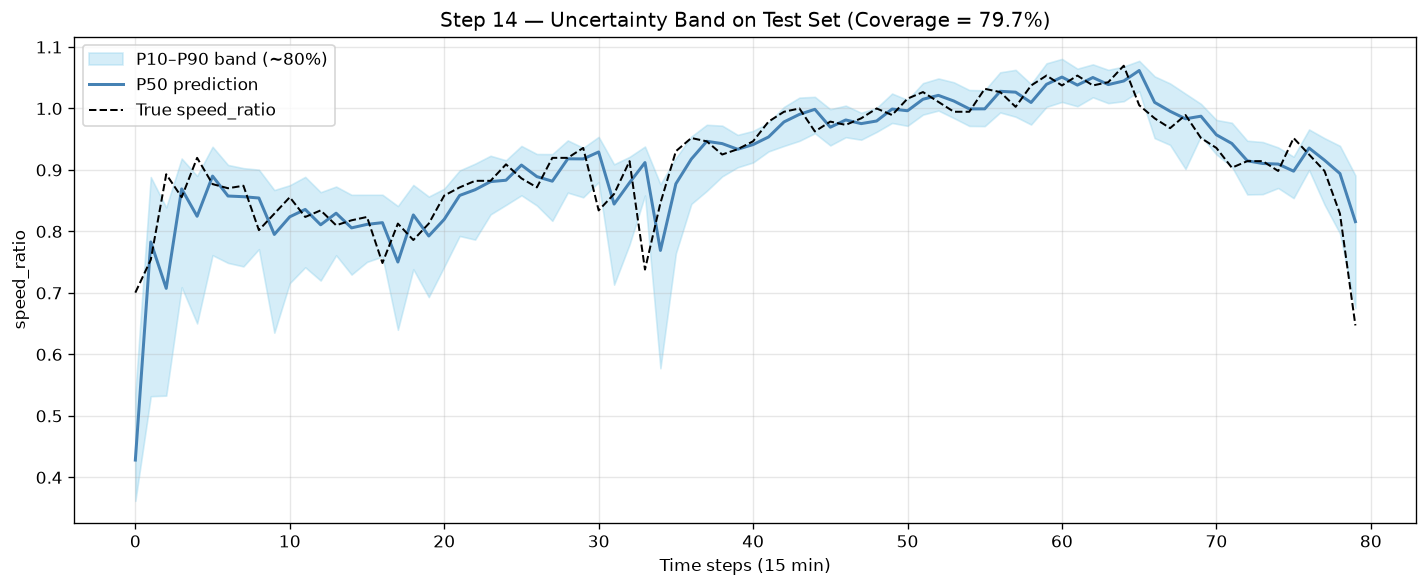 Step 14 — Uncertainty Band on Test Set (Coverage = 79.7%)
P10–P90 band (~80%)
P50 prediction
True speed_ratio
speed_ratio
1.1
1.0
0.9
0.8
0.7
0.6
0.5
0.4
0 10 20 30 40 50 60 70 80
Time steps (15 min)